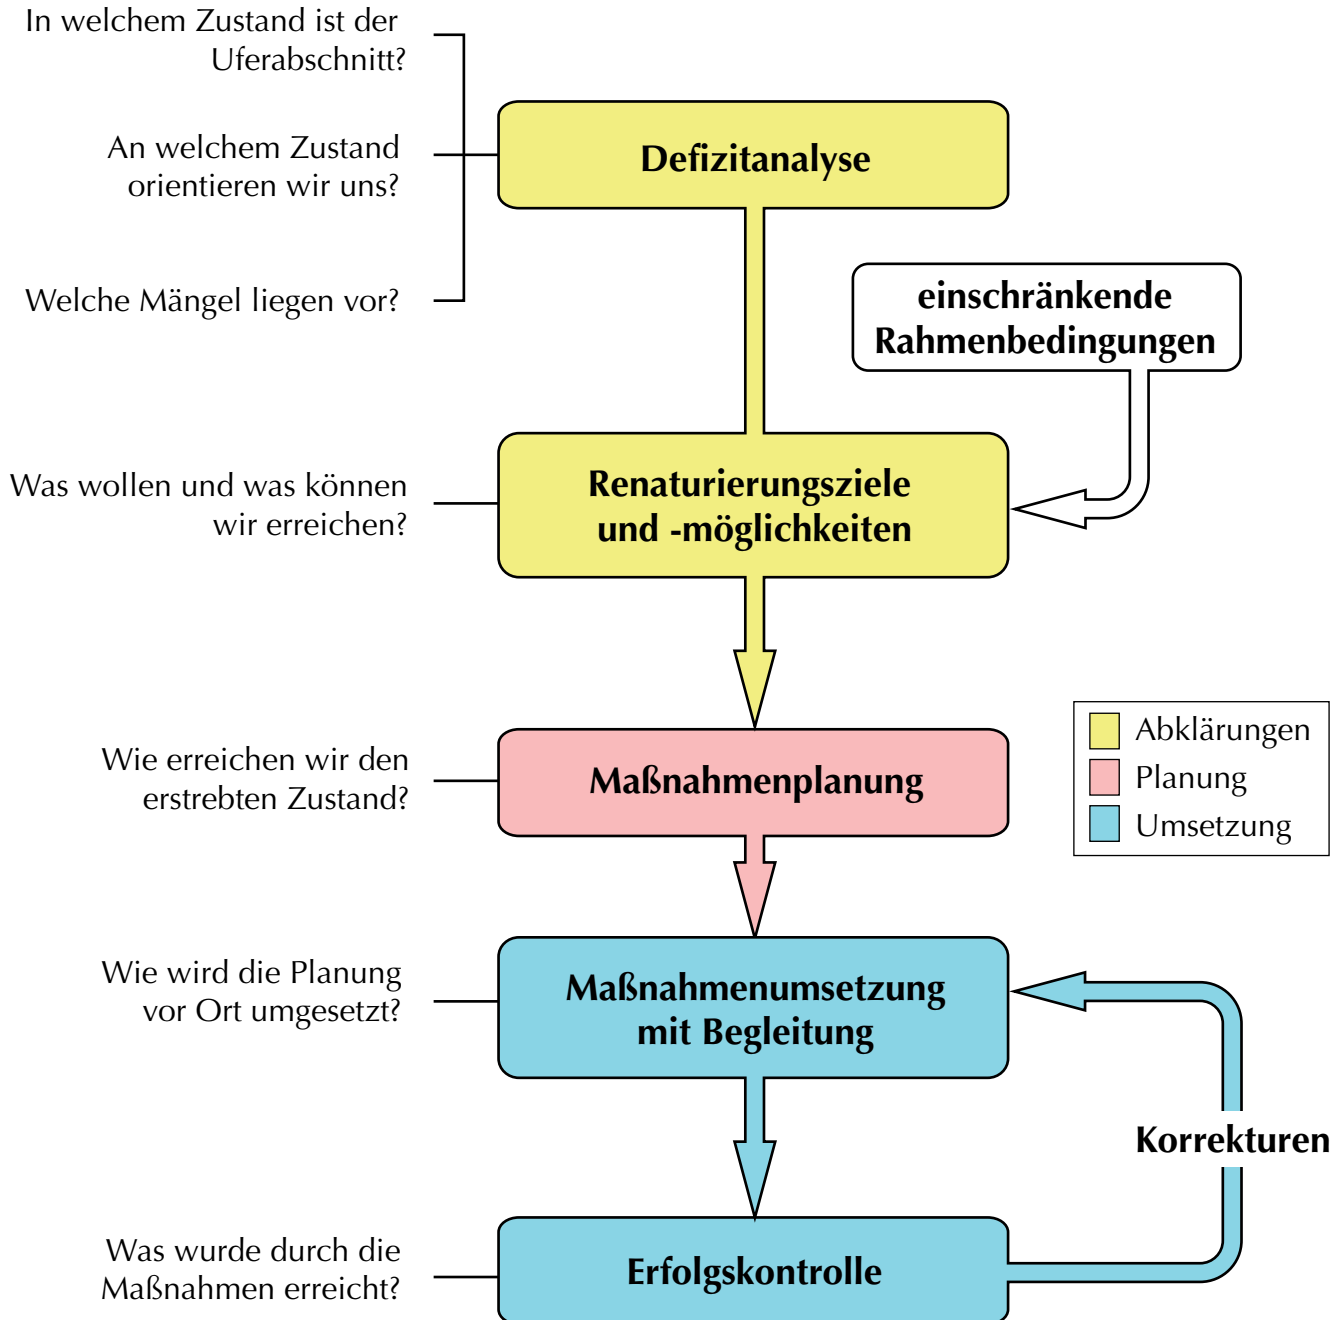 In welchem Zustand ist der
Uferabschnitt?
An welchem Zustand
orientieren wir uns?
Welche Mängel liegen vor?
Defizitanalyse
einschränkende
Rahmenbedingungen
Was wollen und was können
wir erreichen?
Renaturierungsziele
und -möglichkeiten
Wie erreichen wir den
erstrebten Zustand?
Maßnahmenplanung
Abklärungen
Planung
Umsetzung
Wie wird die Planung
vor Ort umgesetzt?
Maßnahmenumsetzung
mit Begleitung
Korrekturen
Was wurde durch die
Maßnahmen erreicht?
Erfolgskontrolle